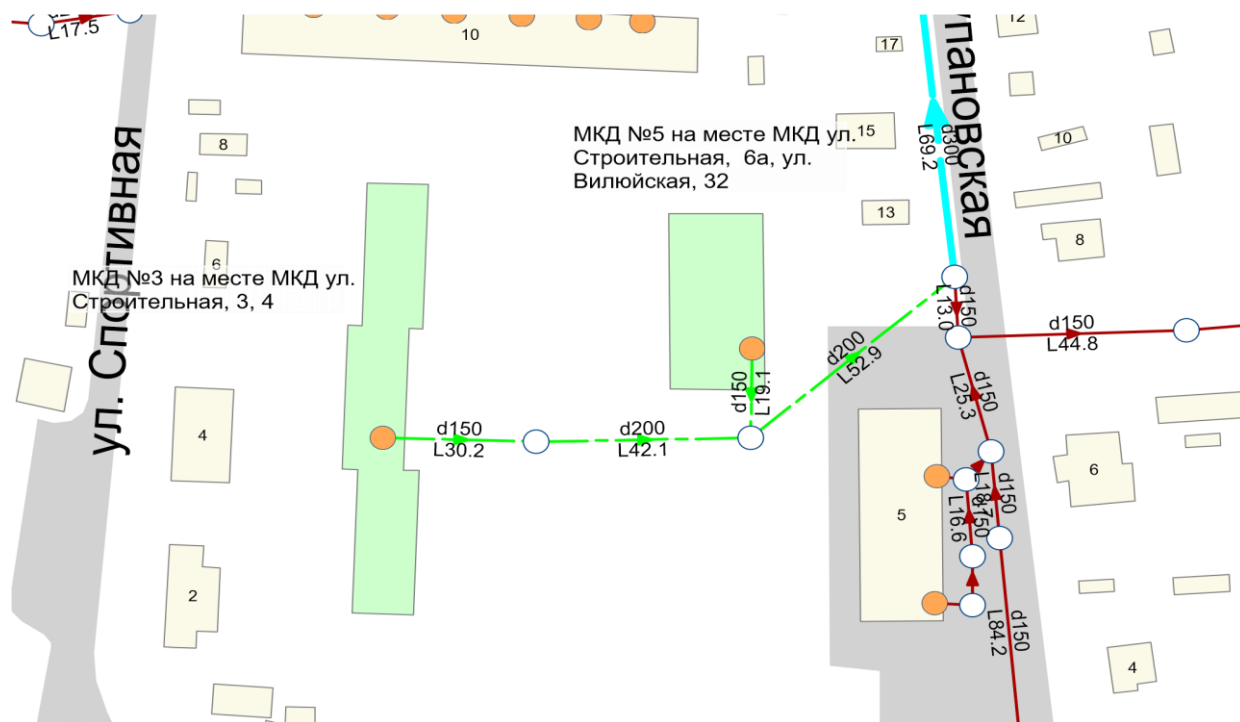 L17.5
10
17
12
МКД №5 на месте МКД ул.
Строительная, 6а, ул.
Вилюйская, 32
15
10
8
13
8
6
МКД №3 на месте МКД ул.
Строительная, 3, 4
ул. Спортивная
пановская
d300
L69.2
d150
L13.0
d150
L44.8
d200
L52.9
d150
L19.1
d150
L25.3
d150
L30.2
d200
L42.1
4
5
6
d150
L18.7
d150
L16.6
2
d150
L84.2
4